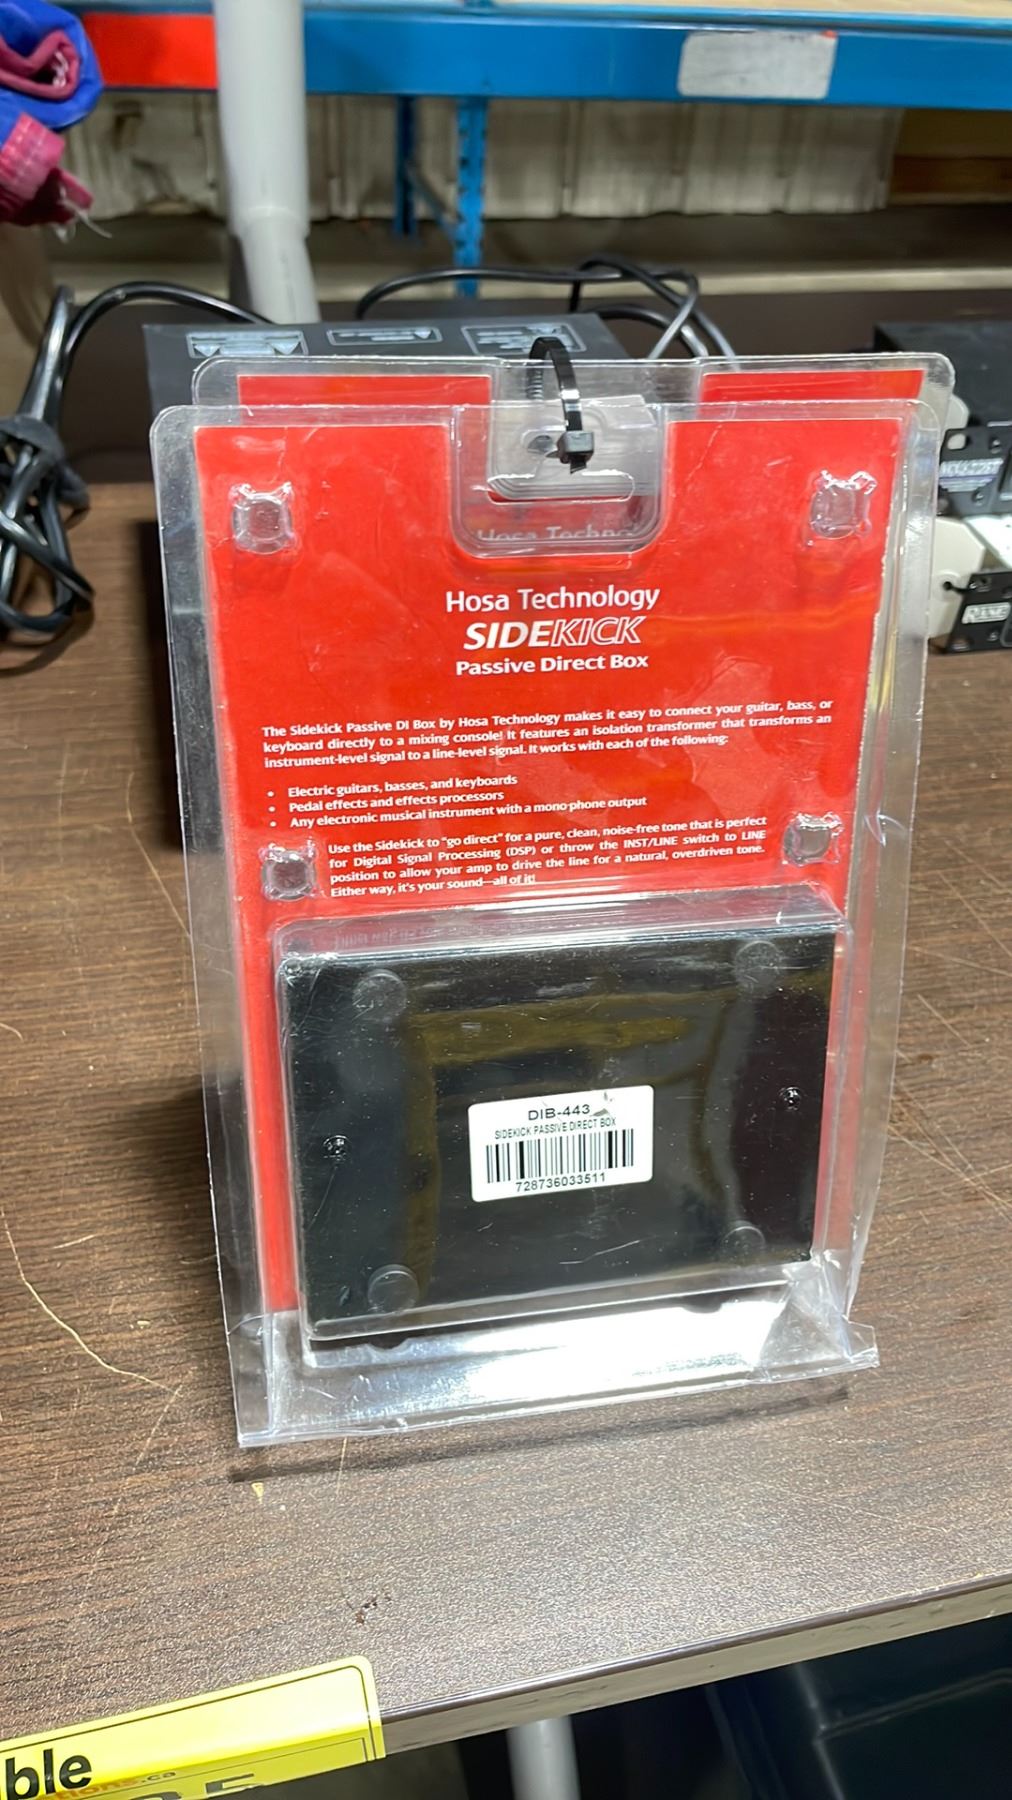 Hosa Technology
Hosa Technology
SIDEKICK
Passive Direct Box
The Sidekick Passive DI Box by Hosa Technology makes it easy to connect your guitar, bass, or
keyboard directly to a mixing console! It features an isolation transformer that transforms an
instrument-level signal to a line-level signal. It works with each of the following:
• Electric guitars, basses, and keyboards
• Pedal effects and effects processors
• Any electronic musical instrument with a mono phone output
Use the Sidekick to "go direct" for a pure, clean, noise-free tone that is perfect
for Digital Signal Processing (DSP) or throw the INST/LINE switch to LINE
position to allow your amp to drive the line for a natural, overdriven tone.
Either way, it's your sound—all of it!
DIB-443
SIDEKICK PASSIVE DIRECT BOX
728736033511
RANE
ble